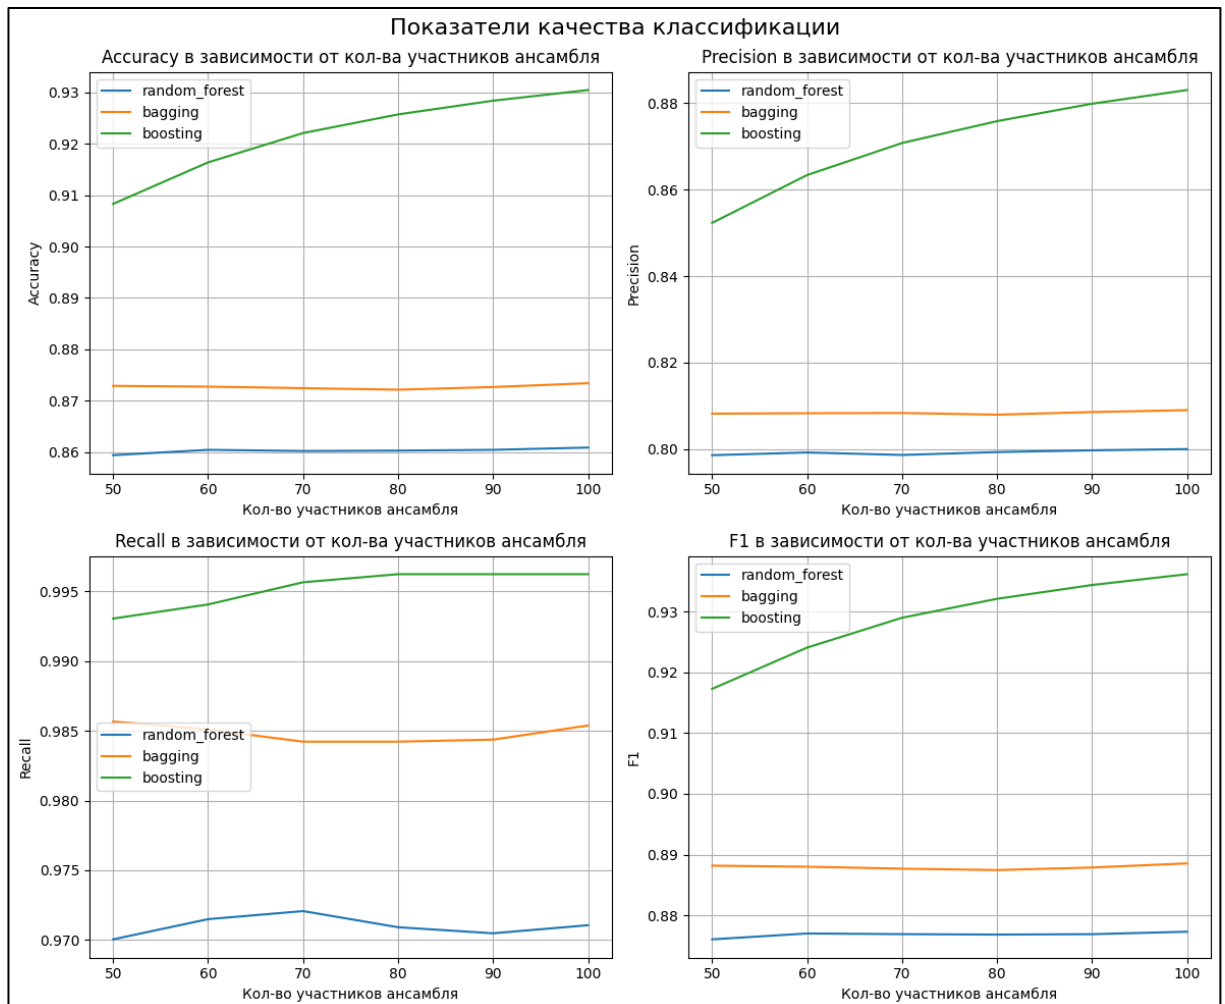 Показатели качества классификации
Accuracy в зависимости от кол-ва участников ансамбля
0.93
0.92
0.91
0.90
0.89
0.88
0.87
0.86
Accuracy
random_forest
bagging
boosting
50 60 70 80 90 100
Кол-во участников ансамбля
Precision в зависимости от кол-ва участников ансамбля
0.88
0.86
0.84
0.82
0.80
Precision
random_forest
bagging
boosting
50 60 70 80 90 100
Кол-во участников ансамбля
Recall в зависимости от кол-ва участников ансамбля
0.995
0.990
0.985
0.980
0.975
0.970
Recall
random_forest
bagging
boosting
50 60 70 80 90 100
Кол-во участников ансамбля
F1 в зависимости от кол-ва участников ансамбля
0.93
0.92
0.91
0.90
0.89
0.88
F1
random_forest
bagging
boosting
50 60 70 80 90 100
Кол-во участников ансамбля